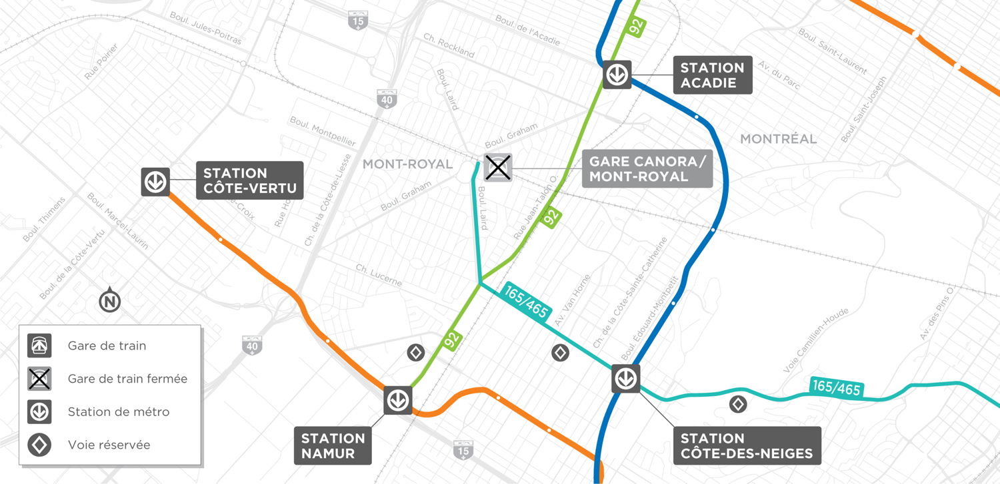 15
Boul. Jules-Poitras
Rue Poirier
Boul. de l'Acadie
Ch. Rockland
92
STATION
ACADIE
Boul. Saint-Laurent
Av. du Parc
Boul. Saint-Joseph
40
Boul. Laird
Boul. Montpellier
Boul. Graham
MONTRÉAL
MONT-ROYAL
GARE CANORA/
MONT-ROYAL
STATION
CÔTE-VERTU
Ch. de la Côte-de-Liesse
Boul. Graham
Boul. Laird
Rue Jean-Talon O.
92
Boul. Thimens
Boul. Marcel-Laurin
Boul. de la Côte-Vertu
Ch. Lucerne
165/465
Av. Van Horne
Ch. de la Côte-Sainte-Catherine
Boul. Édouard-Montpetit
Voie Camillien-Houde
Av. des Pins O.
N
92
40
Gare de train
Gare de train fermée
Station de métro
Voie réservée
165/465
STATION
NAMUR
15
STATION
CÔTE-DES-NEIGES